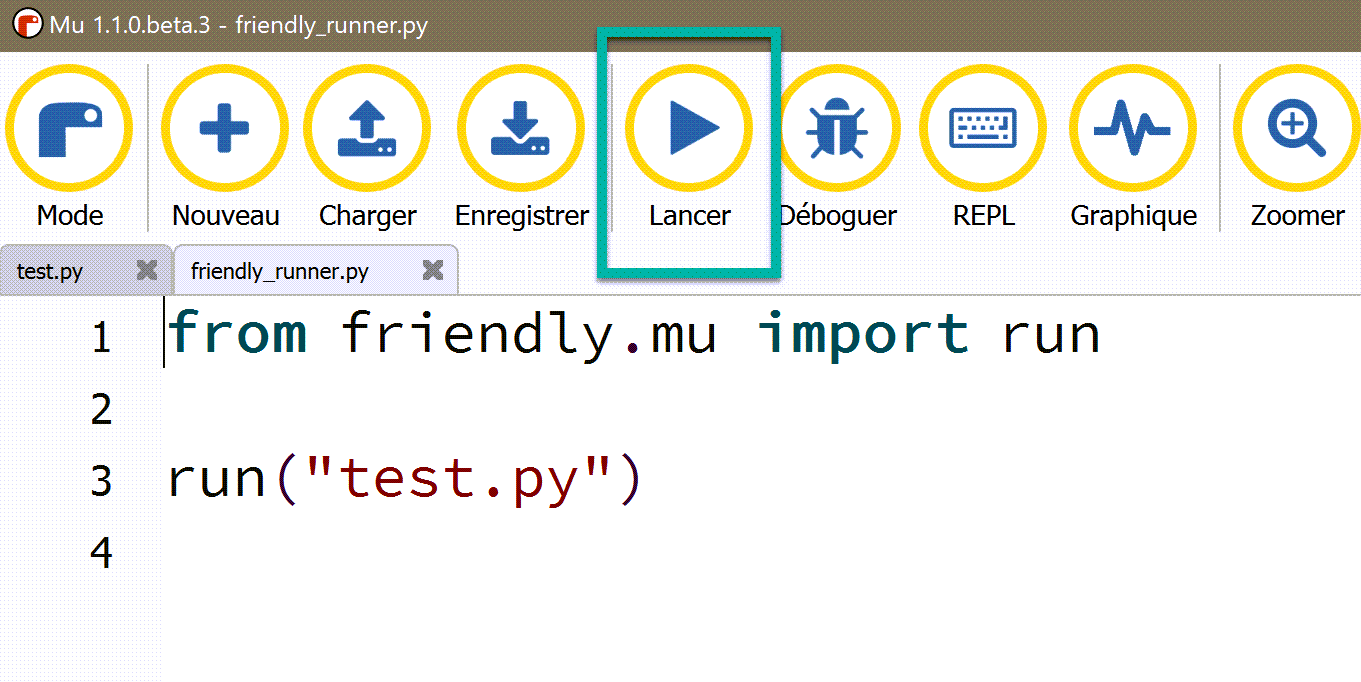 Mu 1.1.0.beta.3 - friendly_runner.py
Mode Nouveau Charger Enregistrer Lancer Déboguer REPL Graphique Zoomer
test.py friendly_runner.py
1 from friendly.mu import run
2
3 run("test.py")
4